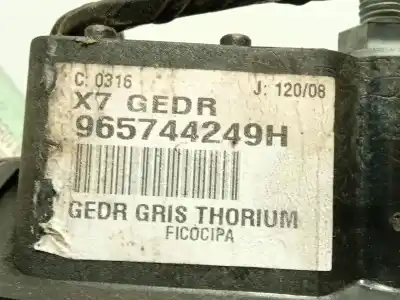 C: 0316 J: 120/08
X7 GEDR
965744249H
GEDR GRIS THORIUM
FICOCIPA